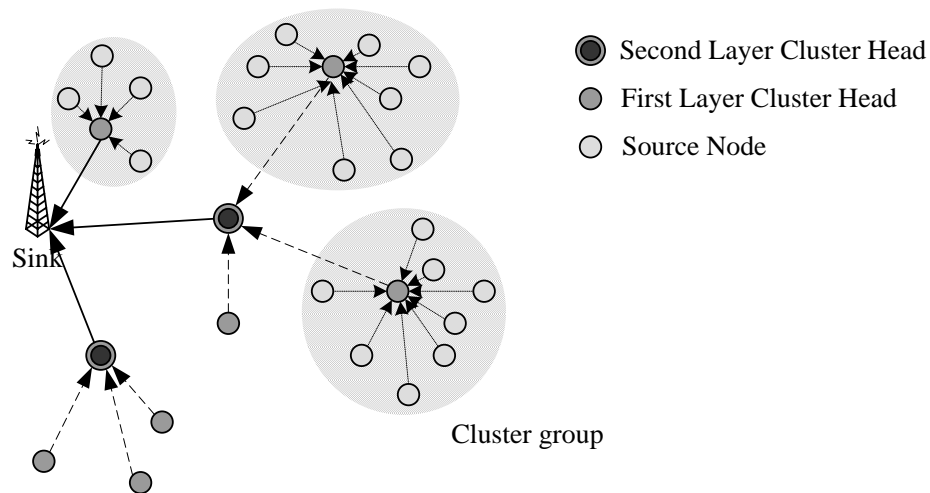 Second Layer Cluster Head
First Layer Cluster Head
Source Node
Sink
Cluster group